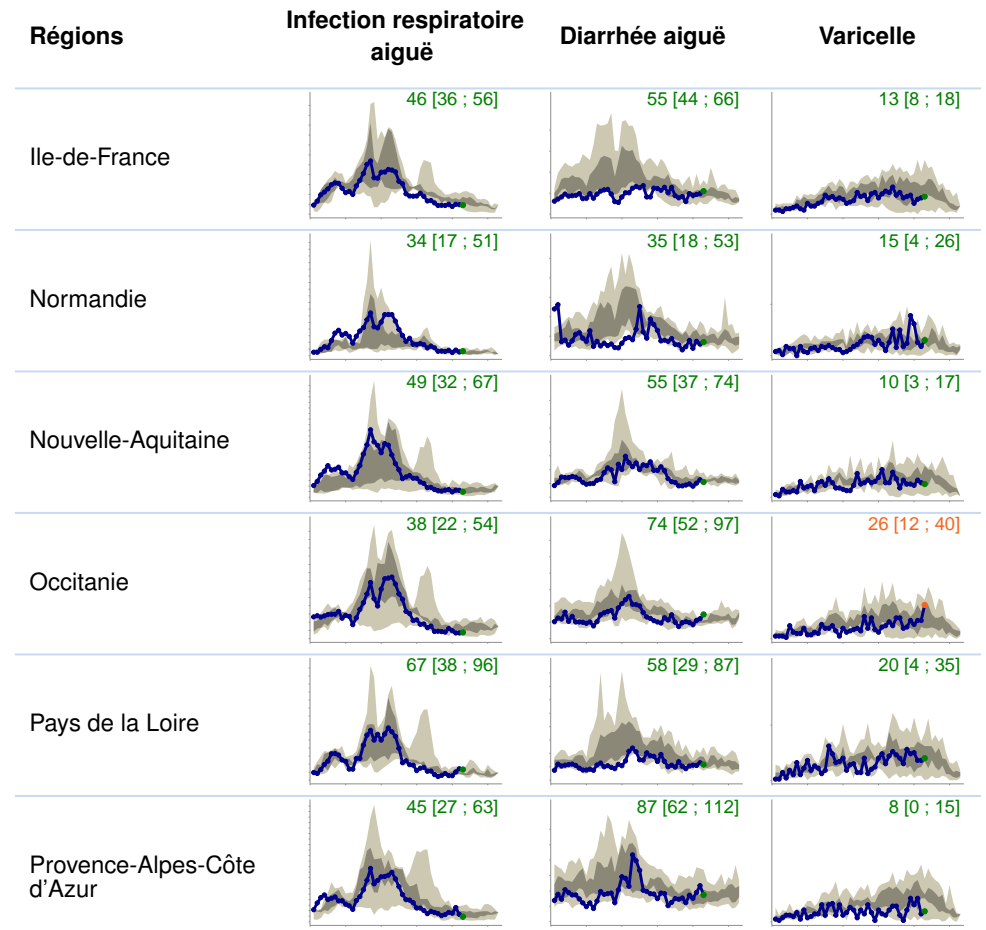 Régions
Infection respiratoire
aiguë
Diarrhée aiguë
Varicelle
Ile-de-France
46 [36 ; 56]
55 [44 ; 66]
13 [8 ; 18]
Normandie
34 [17 ; 51]
35 [18 ; 53]
15 [4 ; 26]
Nouvelle-Aquitaine
49 [32 ; 67]
55 [37 ; 74]
10 [3 ; 17]
Occitanie
38 [22 ; 54]
74 [52 ; 97]
26 [12 ; 40]
Pays de la Loire
67 [38 ; 96]
58 [29 ; 87]
20 [4 ; 35]
Provence-Alpes-Côte
d'Azur
45 [27 ; 63]
87 [62 ; 112]
8 [0 ; 15]